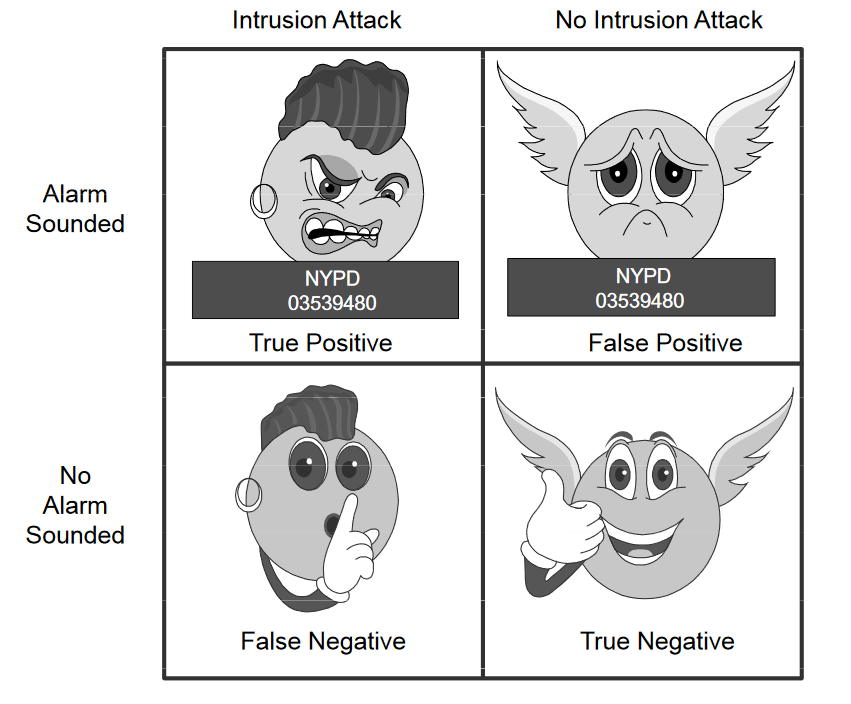 Intrusion Attack
No Intrusion Attack
Alarm
Sounded
NYPD
03539480
True Positive
NYPD
03539480
False Positive
No
Alarm
Sounded
False Negative
True Negative